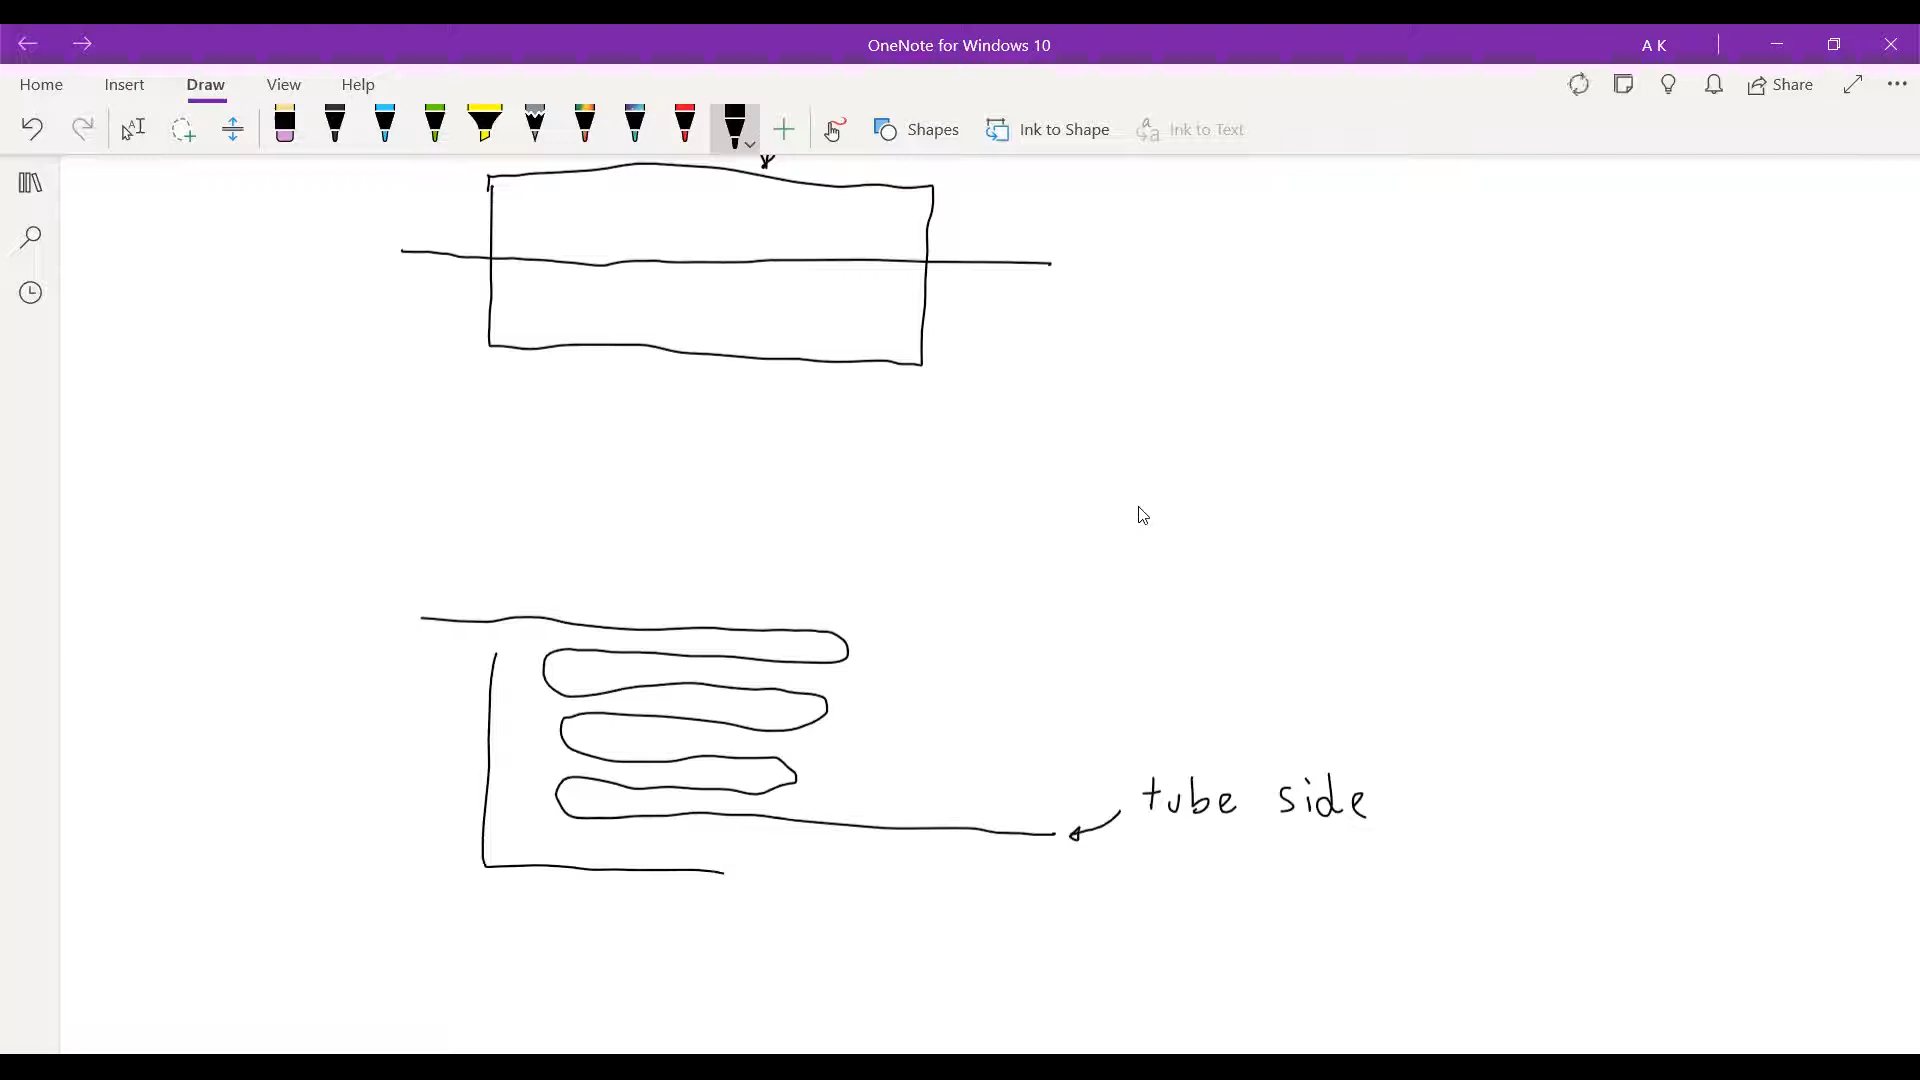 OneNote for Windows 10
A K
Home Insert Draw View Help
Share
Shapes Ink to Shape Ink to Text
tube side